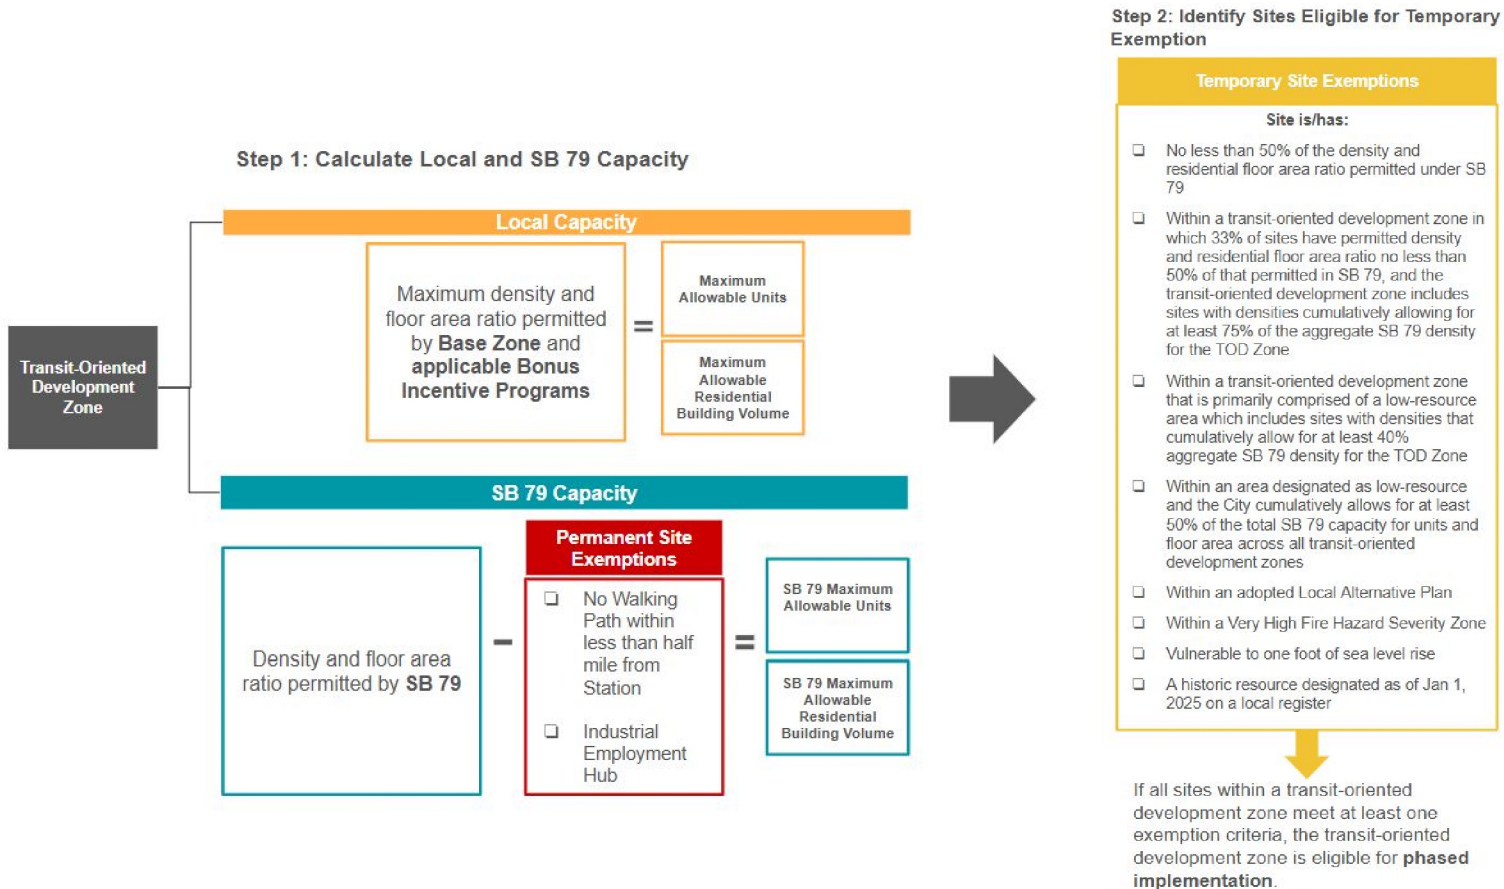 Step 1: Calculate Local and SB 79 Capacity
Transit-Oriented
Development
Zone
Local Capacity
Maximum density and
floor area ratio permitted
by Base Zone and
applicable Bonus
Incentive Programs
=
Maximum
Allowable Units
Maximum
Allowable
Residential
Building Volume
SB 79 Capacity
Density and floor area
ratio permitted by SB 79
–
Permanent Site
Exemptions
❑ No Walking
Path within
less than half
mile from
Station
❑ Industrial
Employment
Hub
=
SB 79 Maximum
Allowable Units
SB 79 Maximum
Allowable
Residential
Building Volume
Step 2: Identify Sites Eligible for Temporary
Exemption
Temporary Site Exemptions
Site is/has:
❑ No less than 50% of the density and
residential floor area ratio permitted under SB
79
❑ Within a transit-oriented development zone in
which 33% of sites have permitted density
and residential floor area ratio no less than
50% of that permitted in SB 79, and the
transit-oriented development zone includes
sites with densities cumulatively allowing for
at least 75% of the aggregate SB 79 density
for the TOD Zone
❑ Within a transit-oriented development zone
that is primarily comprised of a low-resource
area which includes sites with densities that
cumulatively allow for at least 40%
aggregate SB 79 density for the TOD Zone
❑ Within an area designated as low-resource
and the City cumulatively allows for at least
50% of the total SB 79 capacity for units and
floor area across all transit-oriented
development zones
❑ Within an adopted Local Alternative Plan
❑ Within a Very High Fire Hazard Severity Zone
❑ Vulnerable to one foot of sea level rise
❑ A historic resource designated as of Jan 1,
2025 on a local register
If all sites within a transit-oriented
development zone meet at least one
exemption criteria, the transit-oriented
development zone is eligible for phased
implementation.